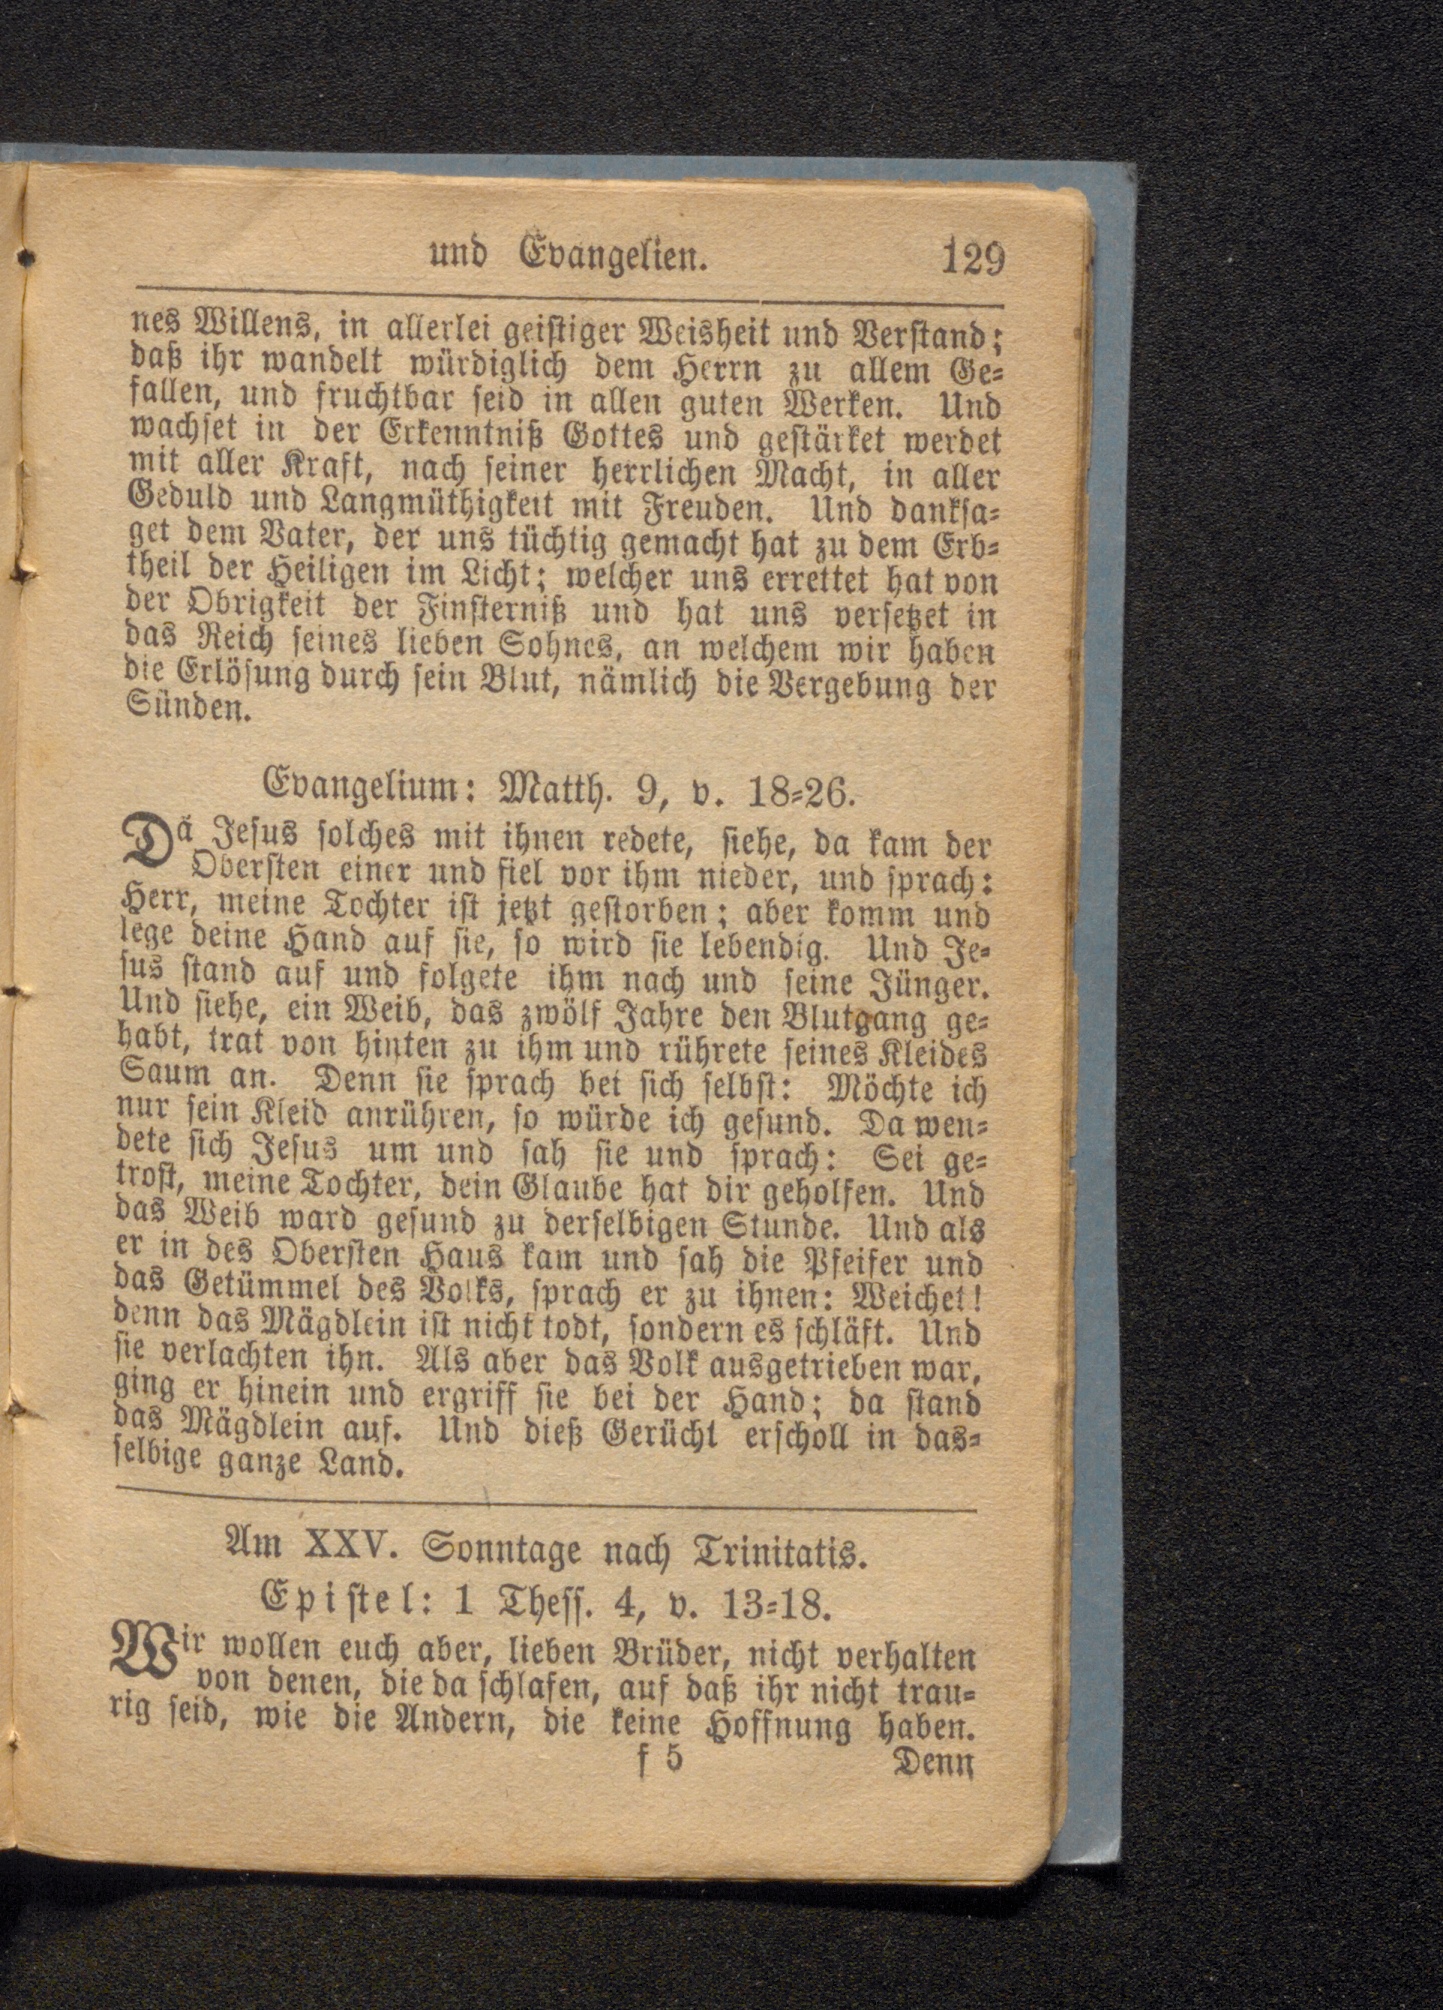 und Evangelien. 129
nes Willens, in allerlei geistiger Weisheit und Verstand;
daß ihr wandelt würdiglich dem Herrn zu allem Ge-
fallen, und fruchtbar seid in allen guten Werken. Und
wachset in der Erkenntniß Gottes und gestärket werdet
mit aller Kraft, nach seiner herrlichen Macht, in aller
Geduld und Langmüthigkeit mit Freuden. Und danksa-
get dem Vater, der uns tüchtig gemacht hat zu dem Erb-
theil der Heiligen im Licht; welcher uns errettet hat von
der Obrigkeit der Finsterniß und hat uns versetzet in
das Reich seines lieben Sohnes, an welchem wir haben
die Erlösung durch sein Blut, nämlich die Vergebung der
Sünden.
Evangelium: Matth. 9, v. 18-26.
Da Jesus solches mit ihnen redete, siehe, da kam der
Obersten einer und fiel vor ihm nieder, und sprach:
Herr, meine Tochter ist jetzt gestorben; aber komm und
lege deine Hand auf sie, so wird sie lebendig. Und Je-
sus stand auf und folgete ihm nach und seine Jünger.
Und siehe, ein Weib, das zwölf Jahre den Blutgang ge-
habt, trat von hinten zu ihm und rührete seines Kleides
Saum an. Denn sie sprach bei sich selbst: Möchte ich
nur sein Kleid anrühren, so würde ich gesund. Da wen-
dete sich Jesus um und sah sie und sprach: Sei ge-
trost, meine Tochter, dein Glaube hat dir geholfen. Und
das Weib ward gesund zu derselbigen Stunde. Und als
er in des Obersten Haus kam und sah die Pfeifer und
das Getümmel des Volks, sprach er zu ihnen: Weichet!
denn das Mägdlein ist nicht todt, sondern es schläft. Und
sie verlachten ihn. Als aber das Volk ausgetrieben war,
ging er hinein und ergriff sie bei der Hand; da stand
das Mägdlein auf. Und dieß Gerücht erscholl in das-
selbige ganze Land.
Am XXV. Sonntage nach Trinitatis.
Epistel: 1 Thess. 4, v. 13-18.
Wir wollen euch aber, lieben Brüder, nicht verhalten
von denen, die da schlafen, auf daß ihr nicht trau-
rig seid, wie die Andern, die keine Hoffnung haben.
f 5 Denn